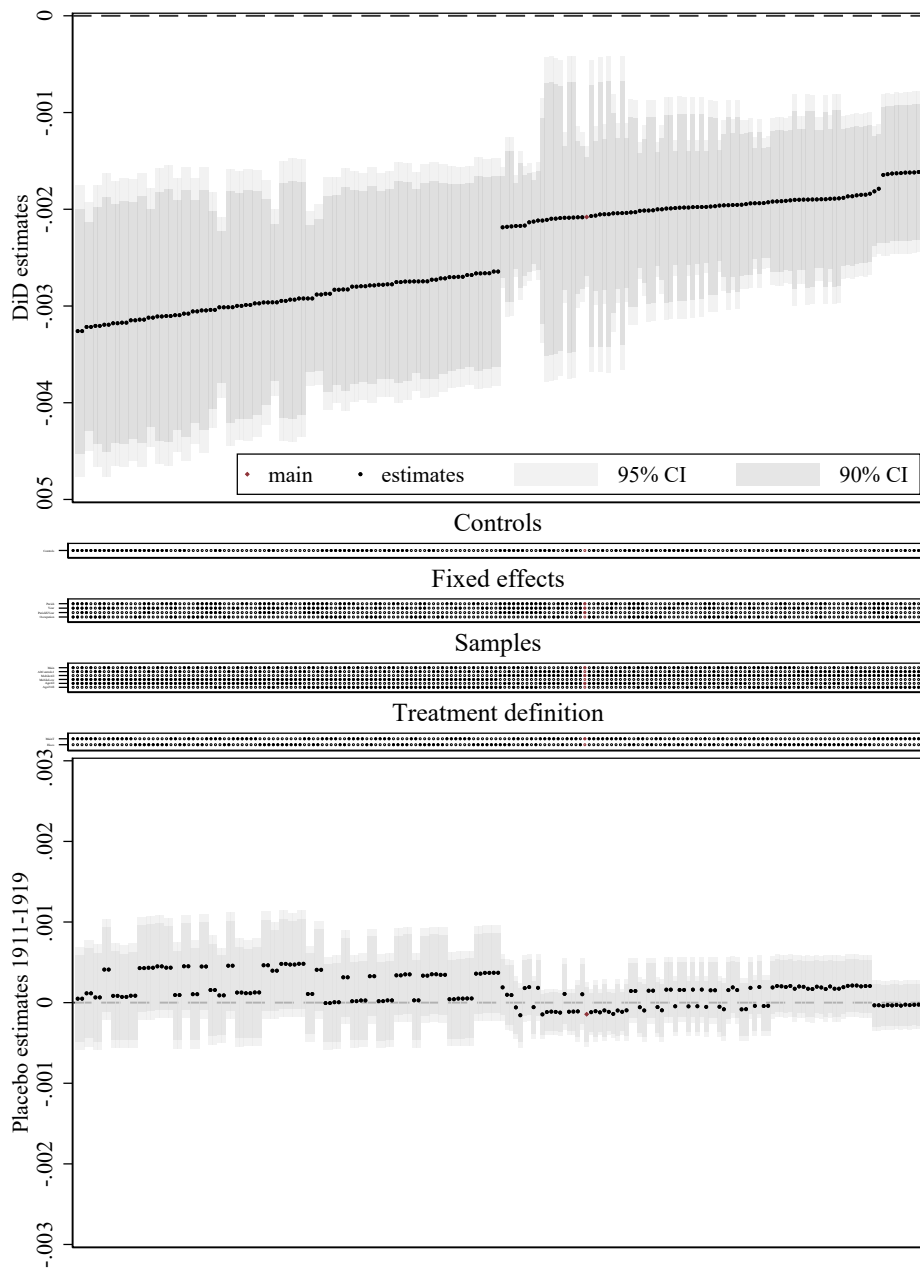 0
-.001
-.002
-.003
-.004
005
DiD estimates
main
estimates
95% CI
90% CI
Controls
Fixed effects
Samples
Treatment definition
.003
.002
.001
0
-.001
-.002
-.003
Placebo estimates 1911-1919